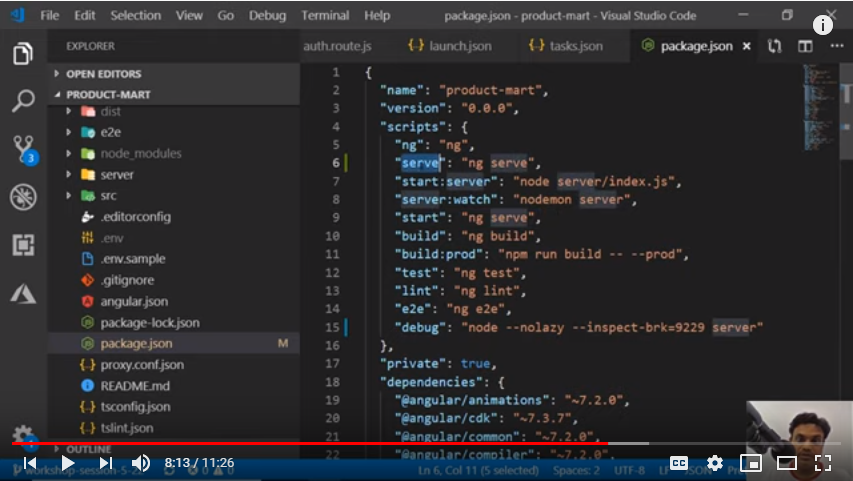 File Edit Selection View Go Debug Terminal Help package.json - product-mart - Visual Studio Code
EXPLORER
OPEN EDITORS
PRODUCT-MART
dist
e2e
node_modules
server
src
.editorconfig
.env
.env.sample
.gitignore
angular.json
package-lock.json
package.json M
proxy.conf.json
README.md
tsconfig.json
tslint.json
OUTLINE
3
auth.route.js launch.json tasks.json package.json
1 {
2 "name": "product-mart",
3 "version": "0.0.0",
4 "scripts": {
5 "ng": "ng",
6 "serve": "ng serve",
7 "start:server": "node server/index.js",
8 "server:watch": "nodemon server",
9 "start": "ng serve",
10 "build": "ng build",
11 "build:prod": "npm run build -- --prod",
12 "test": "ng test",
13 "lint": "ng lint",
14 "e2e": "ng e2e",
15 "debug": "node --nolazy --inspect-brk=9229 server"
16 },
17 "private": true,
18 "dependencies": {
19 "@angular/animations": "~7.2.0",
20 "@angular/cdk": "~7.3.7",
21 "@angular/common": "~7.2.0",
22 "@angular/compiler": "~7.2.0",
8:13 / 11:26
CC
workshop-session-5-2 0 0 Ln 6, Col 11 (5 selected) Spaces: 2 UTF-8 LF